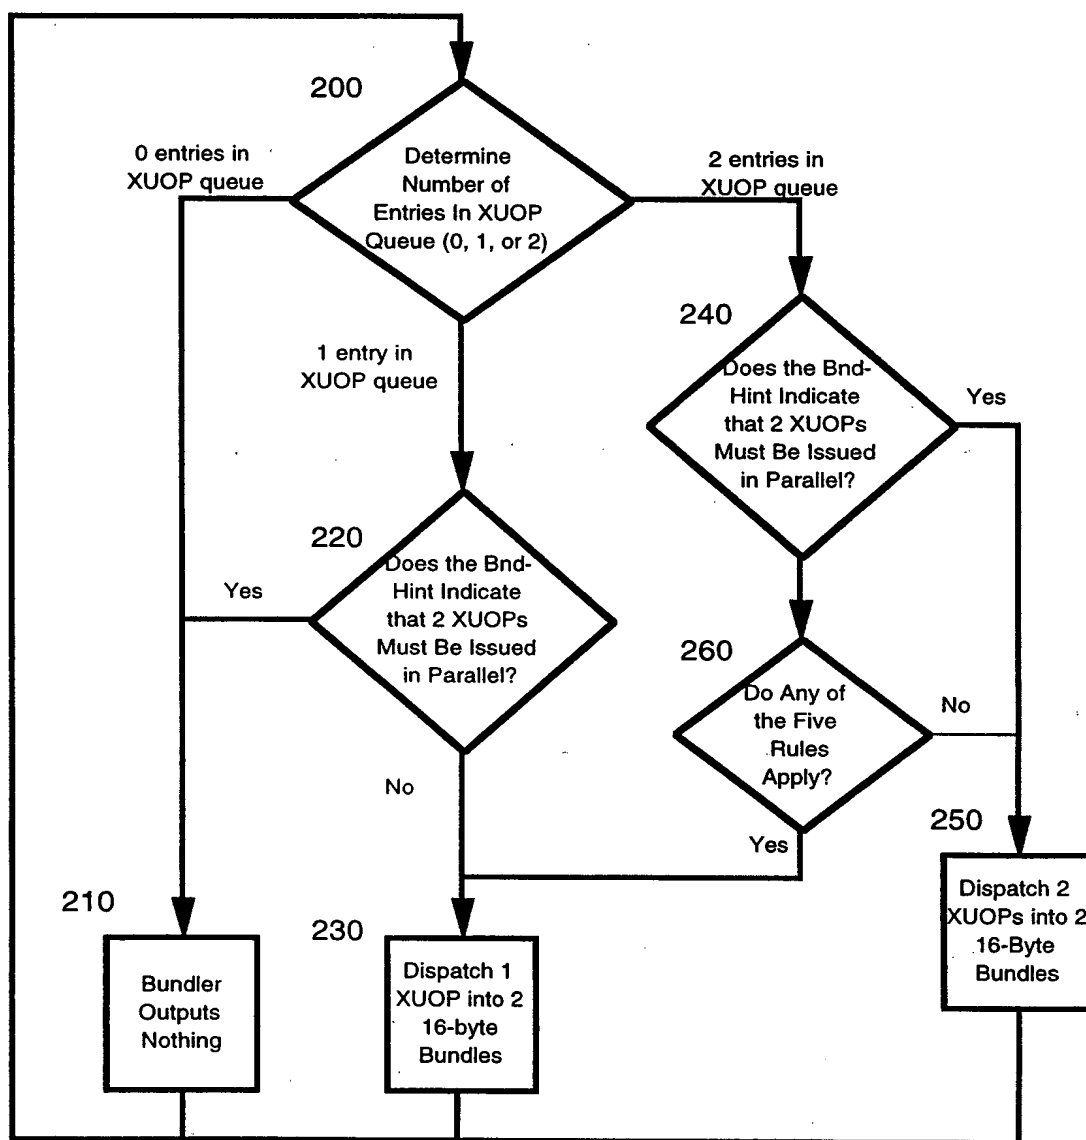 200
Determine
Number of
Entries In XUOP
Queue (0, 1, or 2)
0 entries in
XUOP queue
2 entries in
XUOP queue
1 entry in
XUOP queue
240
Does the Bnd-
Hint Indicate
that 2 XUOPs
Must Be Issued
in Parallel?
Yes
220
Does the Bnd-
Hint Indicate
that 2 XUOPs
Must Be Issued
in Parallel?
Yes
No
260
Do Any of
the Five
Rules
Apply?
No
Yes
210
Bundler
Outputs
Nothing
230
Dispatch 1
XUOP into 2
16-byte
Bundles
250
Dispatch 2
XUOPs into 2
16-Byte
Bundles